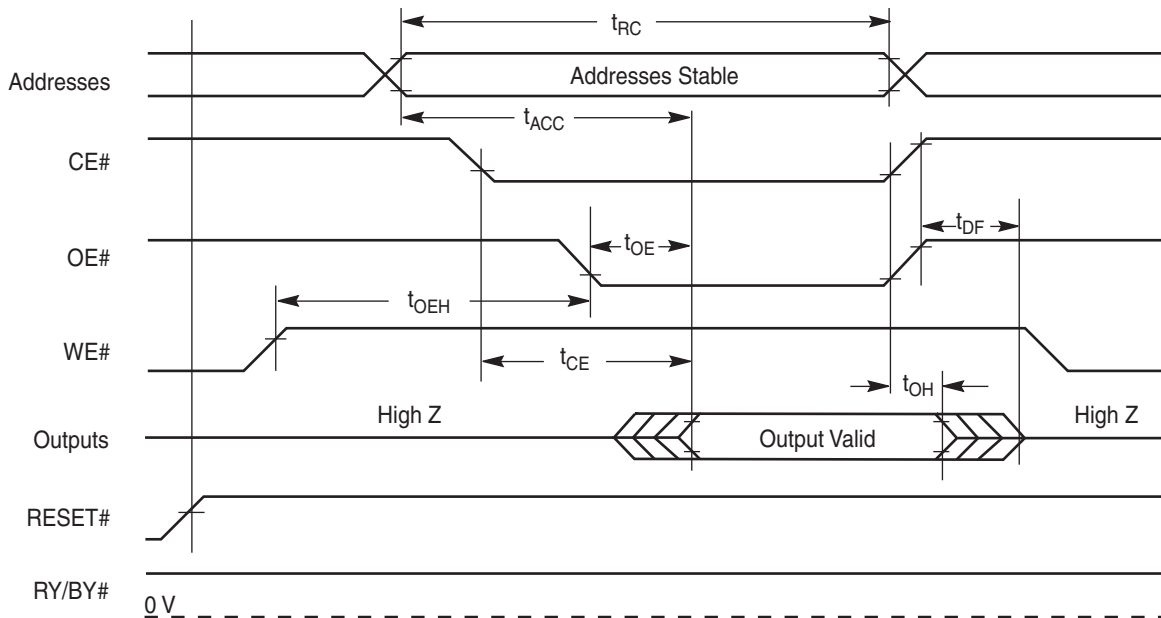 tRC
Addresses
Addresses Stable
tACC
CE#
OE#
tOE
tDF
tOEH
WE#
tCE
tOH
High Z
High Z
Outputs
Output Valid
RESET#
RY/BY#
0 V